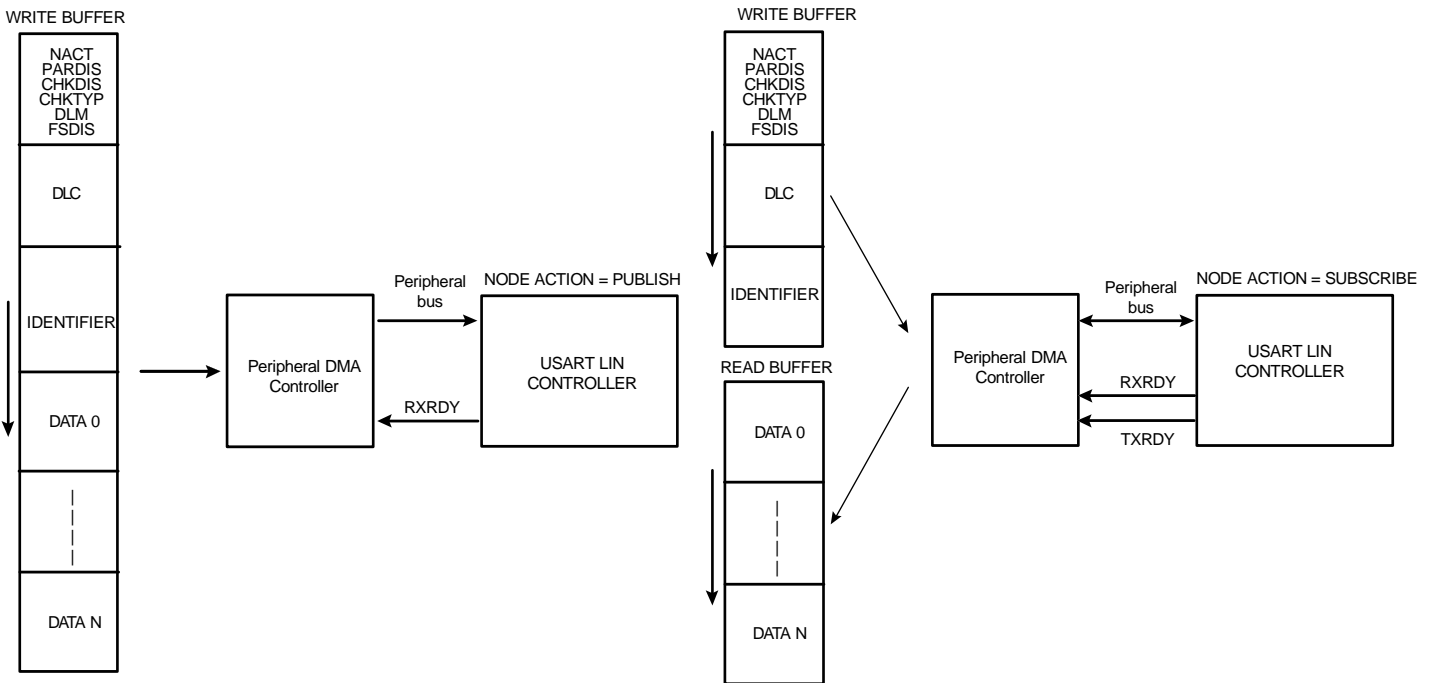 WRITE BUFFER
NACT
PARDIS
CHKDIS
CHKTYP
DLM
FSDIS
DLC
IDENTIFIER
DATA 0
DATA N
Peripheral DMA
Controller
Peripheral
bus
RXRDY
NODE ACTION = PUBLISH
USART LIN
CONTROLLER
WRITE BUFFER
NACT
PARDIS
CHKDIS
CHKTYP
DLM
FSDIS
DLC
IDENTIFIER
READ BUFFER
DATA 0
DATA N
Peripheral DMA
Controller
Peripheral
bus
RXRDY
TXRDY
NODE ACTION = SUBSCRIBE
USART LIN
CONTROLLER